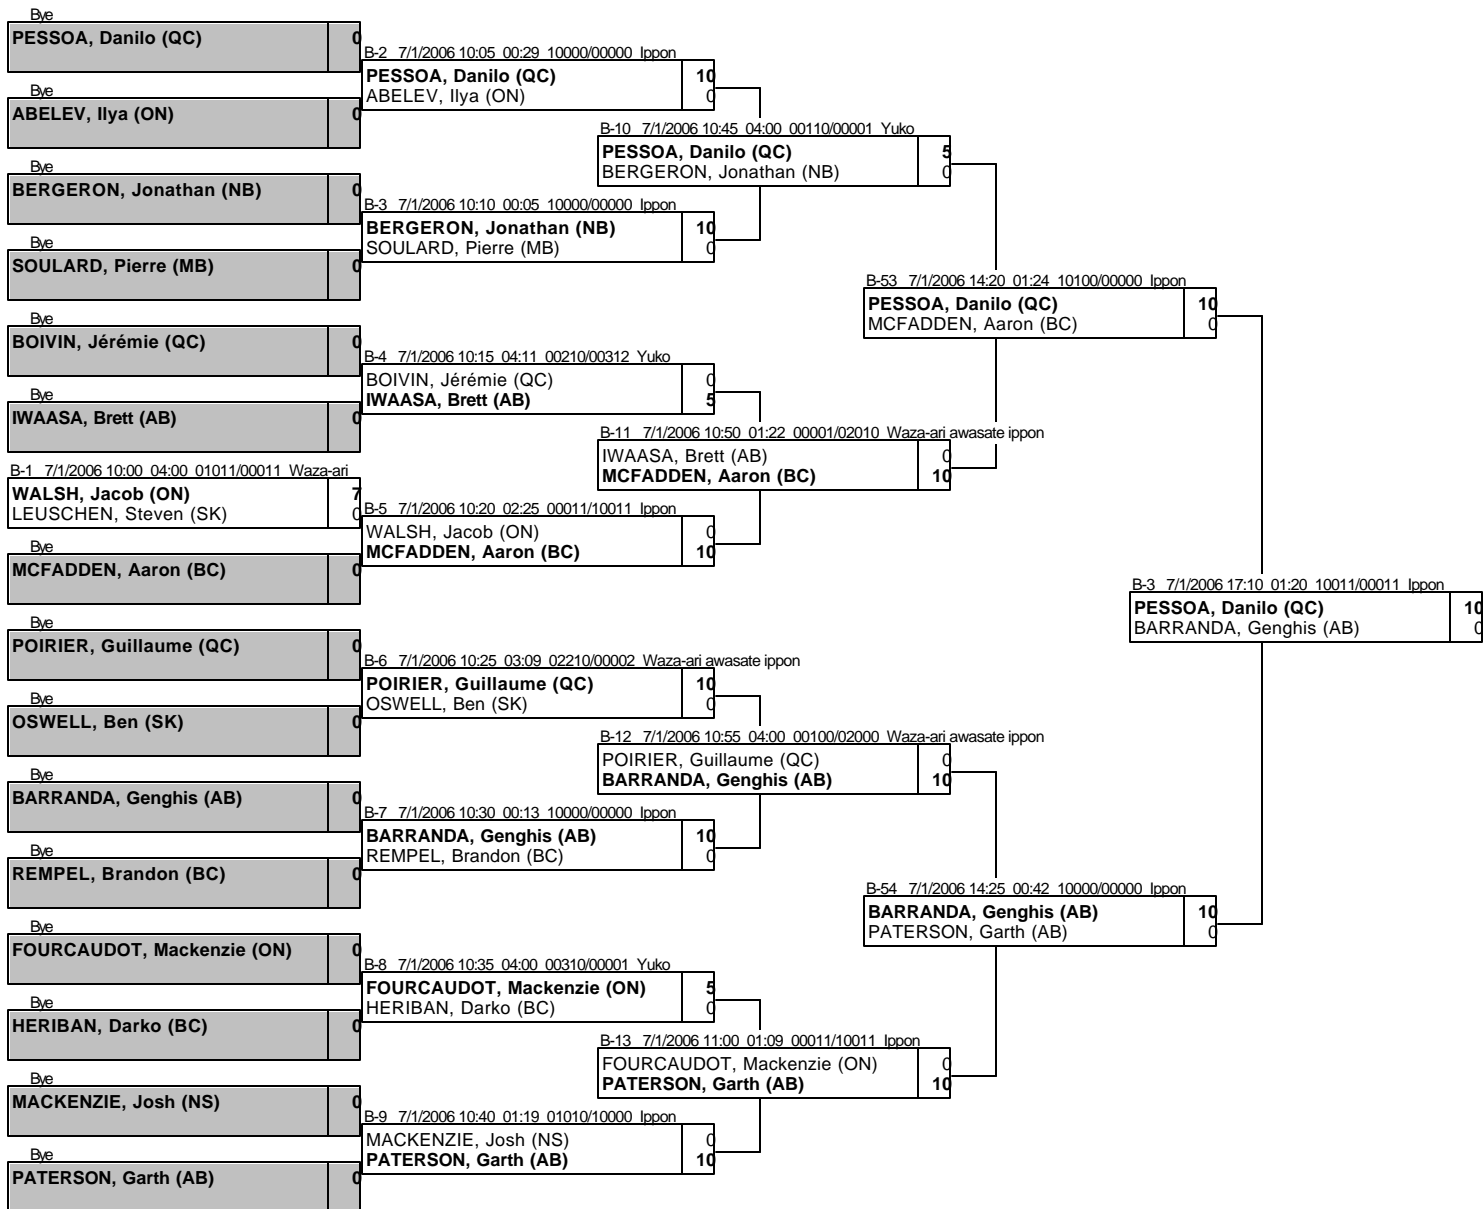 Bye
PESSOA, Danilo (QC) 0
Bye
ABELEV, Ilya (ON) 0
Bye
BERGERON, Jonathan (NB) 0
Bye
SOULARD, Pierre (MB) 0
Bye
BOIVIN, Jérémie (QC) 0
Bye
IWAASA, Brett (AB) 0
B-1 7/1/2006 10:00 04:00 01011/00011 Waza-ari
WALSH, Jacob (ON) 7
LEUSCHEN, Steven (SK) 0
Bye
MCFADDEN, Aaron (BC) 0
Bye
POIRIER, Guillaume (QC) 0
Bye
OSWELL, Ben (SK) 0
Bye
BARRANDA, Genghis (AB) 0
Bye
REMPEL, Brandon (BC) 0
Bye
FOURCAUDOT, Mackenzie (ON) 0
Bye
HERIBAN, Darko (BC) 0
Bye
MACKENZIE, Josh (NS) 0
Bye
PATERSON, Garth (AB) 0
B-2 7/1/2006 10:05 00:29 10000/00000 Ippon
PESSOA, Danilo (QC) 10
ABELEV, Ilya (ON) 0
B-3 7/1/2006 10:10 00:05 10000/00000 Ippon
BERGERON, Jonathan (NB) 10
SOULARD, Pierre (MB) 0
B-4 7/1/2006 10:15 04:11 00210/00312 Yuko
BOIVIN, Jérémie (QC) 0
IWAASA, Brett (AB) 5
B-5 7/1/2006 10:20 02:25 00011/10011 Ippon
WALSH, Jacob (ON) 0
MCFADDEN, Aaron (BC) 10
B-6 7/1/2006 10:25 03:09 02210/00002 Waza-ari awasate ippon
POIRIER, Guillaume (QC) 10
OSWELL, Ben (SK) 0
B-7 7/1/2006 10:30 00:13 10000/00000 Ippon
BARRANDA, Genghis (AB) 10
REMPEL, Brandon (BC) 0
B-8 7/1/2006 10:35 04:00 00310/00001 Yuko
FOURCAUDOT, Mackenzie (ON) 5
HERIBAN, Darko (BC) 0
B-9 7/1/2006 10:40 01:19 01010/10000 Ippon
MACKENZIE, Josh (NS) 0
PATERSON, Garth (AB) 10
B-10 7/1/2006 10:45 04:00 00110/00001 Yuko
PESSOA, Danilo (QC) 5
BERGERON, Jonathan (NB) 0
B-11 7/1/2006 10:50 01:22 00001/02010 Waza-ari awasate ippon
IWAASA, Brett (AB) 0
MCFADDEN, Aaron (BC) 10
B-12 7/1/2006 10:55 04:00 00100/02000 Waza-ari awasate ippon
POIRIER, Guillaume (QC) 0
BARRANDA, Genghis (AB) 10
B-13 7/1/2006 11:00 01:09 00011/10011 Ippon
FOURCAUDOT, Mackenzie (ON) 0
PATERSON, Garth (AB) 10
B-53 7/1/2006 14:20 01:24 10100/00000 Ippon
PESSOA, Danilo (QC) 10
MCFADDEN, Aaron (BC) 0
B-54 7/1/2006 14:25 00:42 10000/00000 Ippon
BARRANDA, Genghis (AB) 10
PATERSON, Garth (AB) 0
B-3 7/1/2006 17:10 01:20 10011/00011 Ippon
PESSOA, Danilo (QC) 10
BARRANDA, Genghis (AB) 0